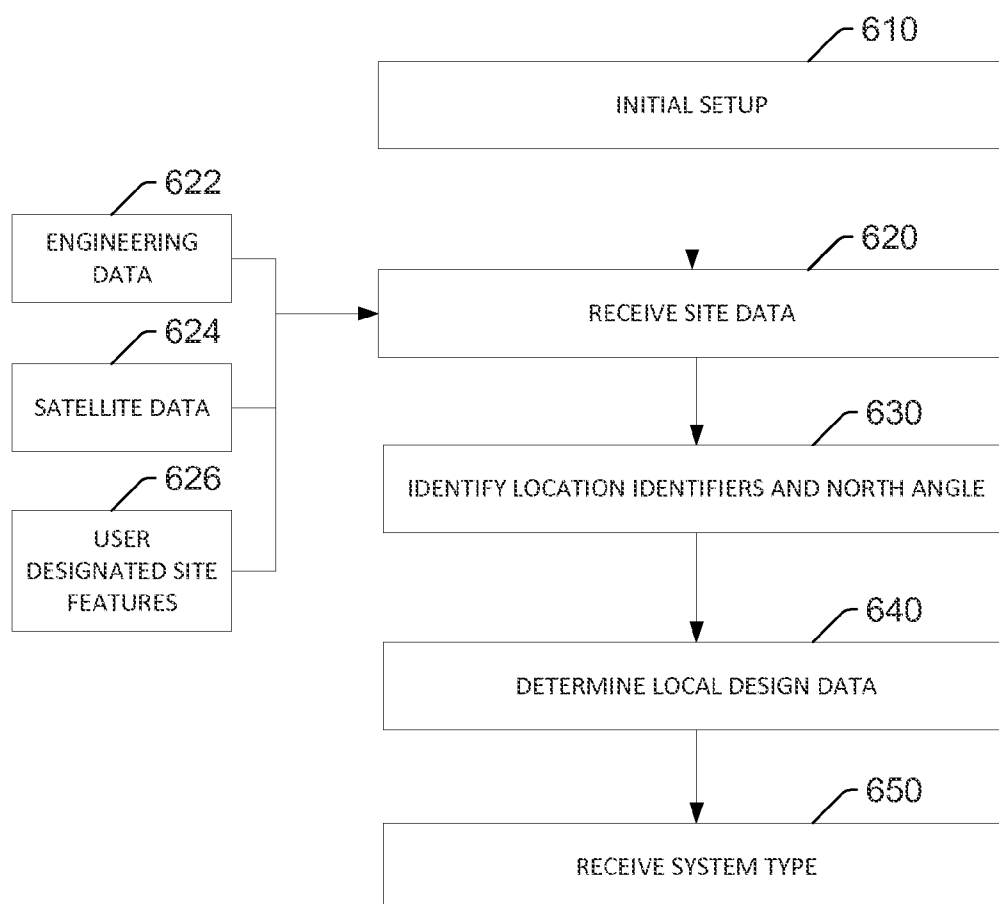 610
INITIAL SETUP
622
ENGINEERING
DATA
620
RECEIVE SITE DATA
624
SATELLITE DATA
630
IDENTIFY LOCATION IDENTIFIERS AND NORTH ANGLE
626
USER
DESIGNATED SITE
FEATURES
640
DETERMINE LOCAL DESIGN DATA
650
RECEIVE SYSTEM TYPE